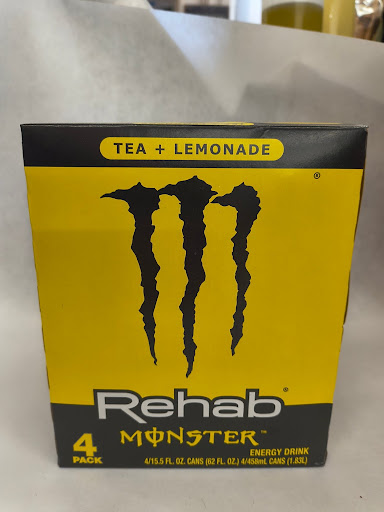 TEA + LEMONADE
®
Rehab®
MONSTER™
4
PACK
ENERGY DRINK
4/15.5 FL. OZ. CANS (62 FL. OZ.) 4/458mL CANS (1.83L)